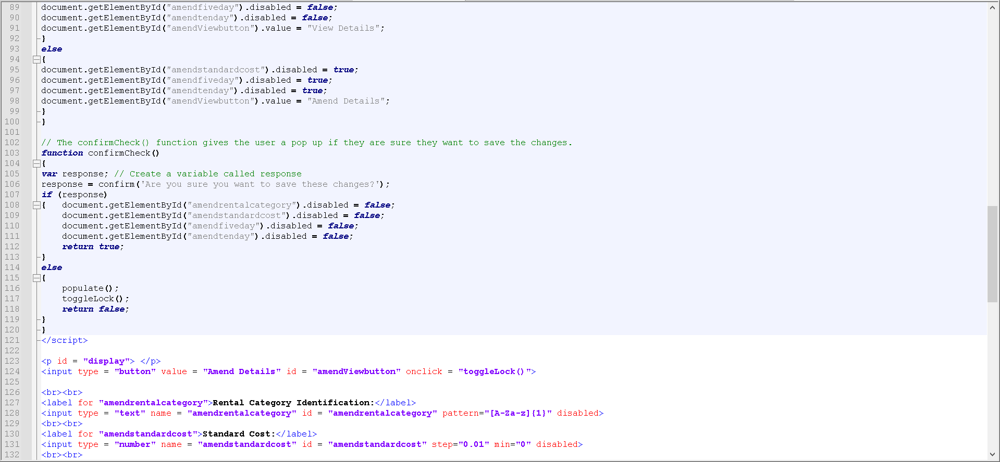 89 document.getElementById("amendfiveday").disabled = false;
90 document.getElementById("amendtenday").disabled = false;
91 document.getElementById("amendViewbutton").value = "View Details";
92 }
93 else
94 {
95 document.getElementById("amendstandardcost").disabled = true;
96 document.getElementById("amendfiveday").disabled = true;
97 document.getElementById("amendtenday").disabled = true;
98 document.getElementById("amendViewbutton").value = "Amend Details";
99 }
100 }
101
102 // The confirmCheck() function gives the user a pop up if they are sure they want to save the changes.
103 function confirmCheck()
104 {
105 var response; // Create a variable called response
106 response = confirm('Are you sure you want to save these changes?');
107 if (response)
108 {   document.getElementById("amendrentalcategory").disabled = false;
109     document.getElementById("amendstandardcost").disabled = false;
110     document.getElementById("amendfiveday").disabled = false;
111     document.getElementById("amendtenday").disabled = false;
112     return true;
113 }
114 else
115 {
116     populate();
117     toggleLock();
118     return false;
119 }
120 }
121 </script>
122
123 <p id = "display"> </p>
124 <input type = "button" value = "Amend Details" id = "amendViewbutton" onclick = "toggleLock()">
125
126 <br><br>
127 <label for "amendrentalcategory">Rental Category Identification:</label>
128 <input type = "text" name = "amendrentalcategory" id = "amendrentalcategory" pattern="[A-Za-z]{1}" disabled>
129 <br><br>
130 <label for "amendstandardcost">Standard Cost:</label>
131 <input type = "number" name = "amendstandardcost" id = "amendstandardcost" step="0.01" min="0" disabled>
132 <br><br>